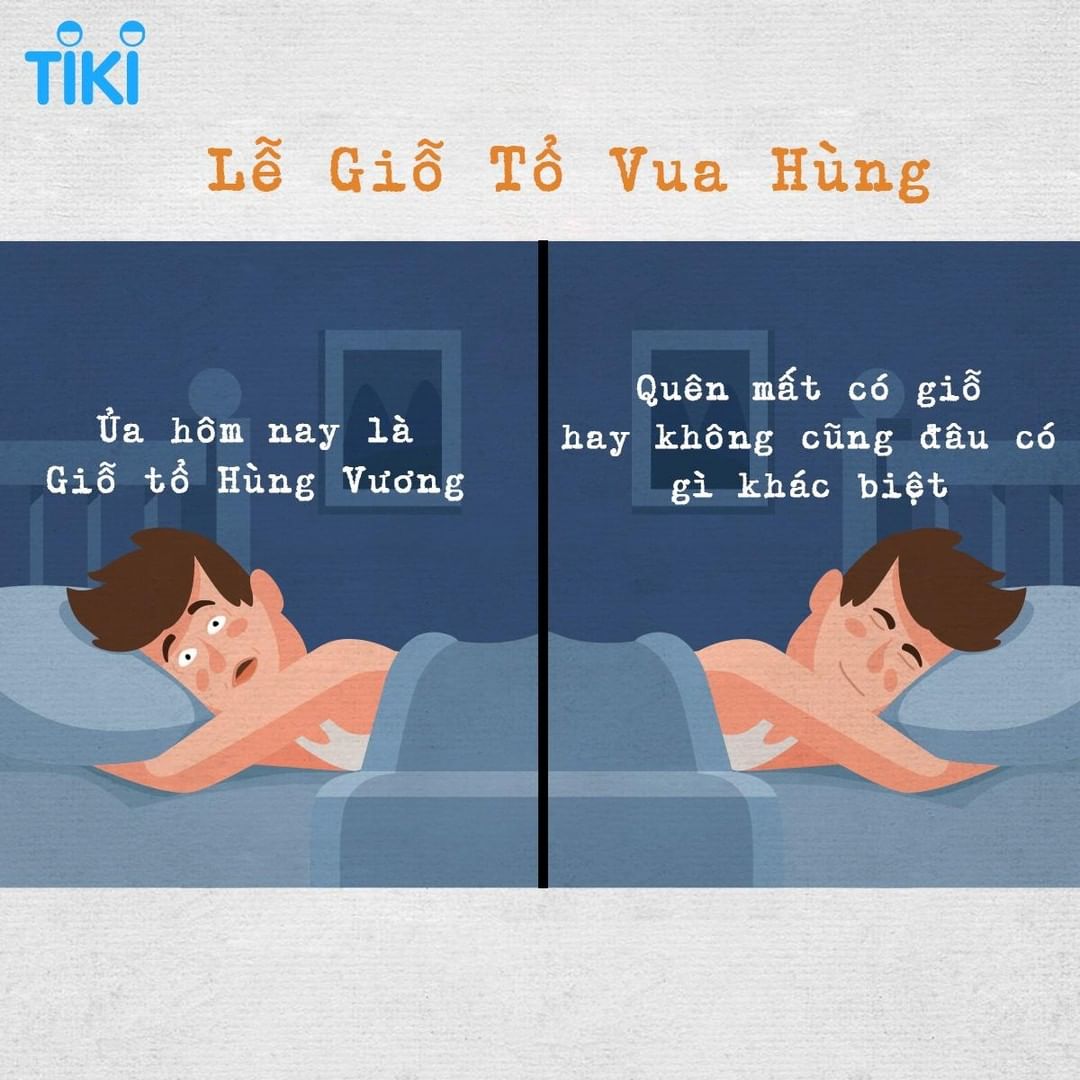 TIKI
Lễ Giỗ Tổ Vua Hùng
Ủa hôm nay là
Giỗ tổ Hùng Vương
Quên mất có giỗ
hay không cũng đâu có
gì khác biệt